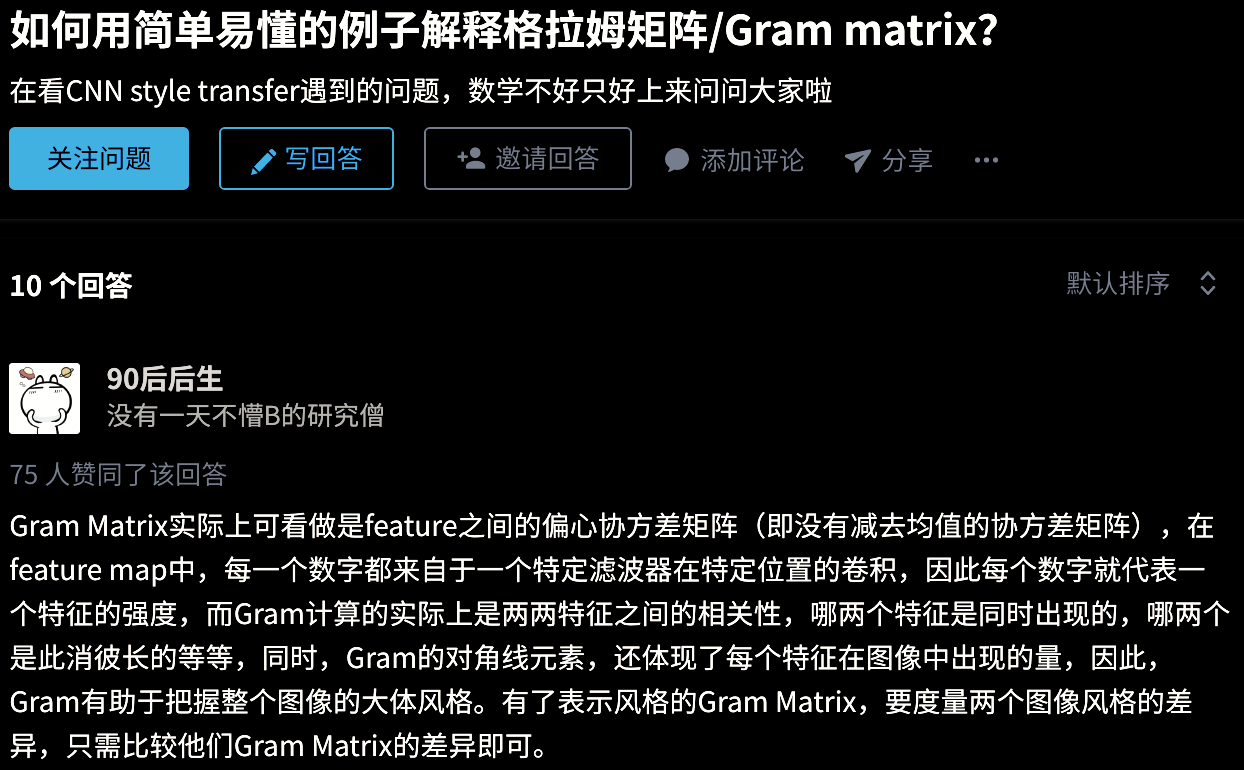 如何用简单易懂的例子解释格拉姆矩阵/Gram matrix?
在看CNN style transfer遇到的问题，数学不好只好上来问问大家啦
关注问题 写回答 邀请回答 添加评论 分享 ...
10 个回答 默认排序
90后后生
没有一天不懵B的研究僧
75 人赞同了该回答
Gram Matrix实际上可看做是feature之间的偏心协方差矩阵（即没有减去均值的协方差矩阵），在
feature map中，每一个数字都来自于一个特定滤波器在特定位置的卷积，因此每个数字就代表一
个特征的强度，而Gram计算的实际上是两两特征之间的相关性，哪两个特征是同时出现的，哪两个
是此消彼长的等等，同时，Gram的对角线元素，还体现了每个特征在图像中出现的量，因此，
Gram有助于把握整个图像的大体风格。有了表示风格的Gram Matrix，要度量两个图像风格的差
异，只需比较他们Gram Matrix的差异即可。